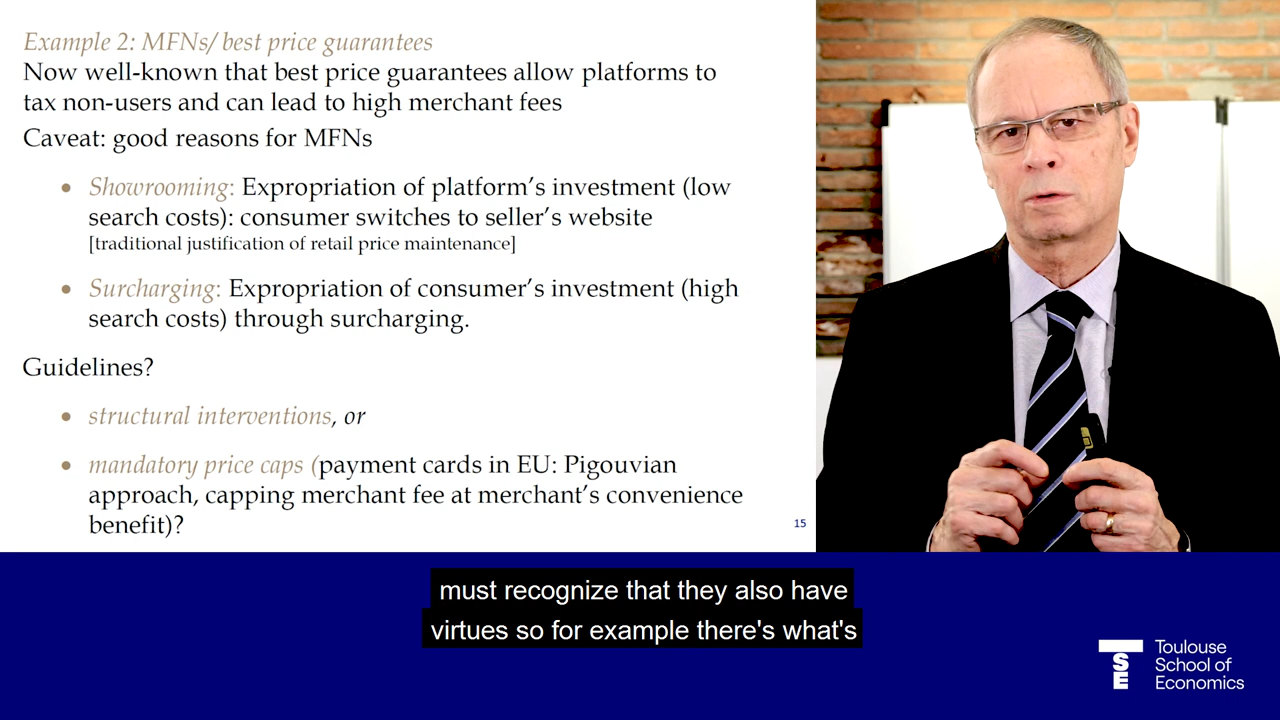 Example 2: MFNs/ best price guarantees
Now well-known that best price guarantees allow platforms to
tax non-users and can lead to high merchant fees
Caveat: good reasons for MFNs
• Showrooming: Expropriation of platform's investment (low
search costs): consumer switches to seller's website
[traditional justification of retail price maintenance]
• Surcharging: Expropriation of consumer's investment (high
search costs) through surcharging.
Guidelines?
• structural interventions, or
• mandatory price caps (payment cards in EU: Pigouvian
approach, capping merchant fee at merchant's convenience
benefit)?
15
must recognize that they also have
virtues so for example there's what's
TSE
Toulouse
School of
Economics